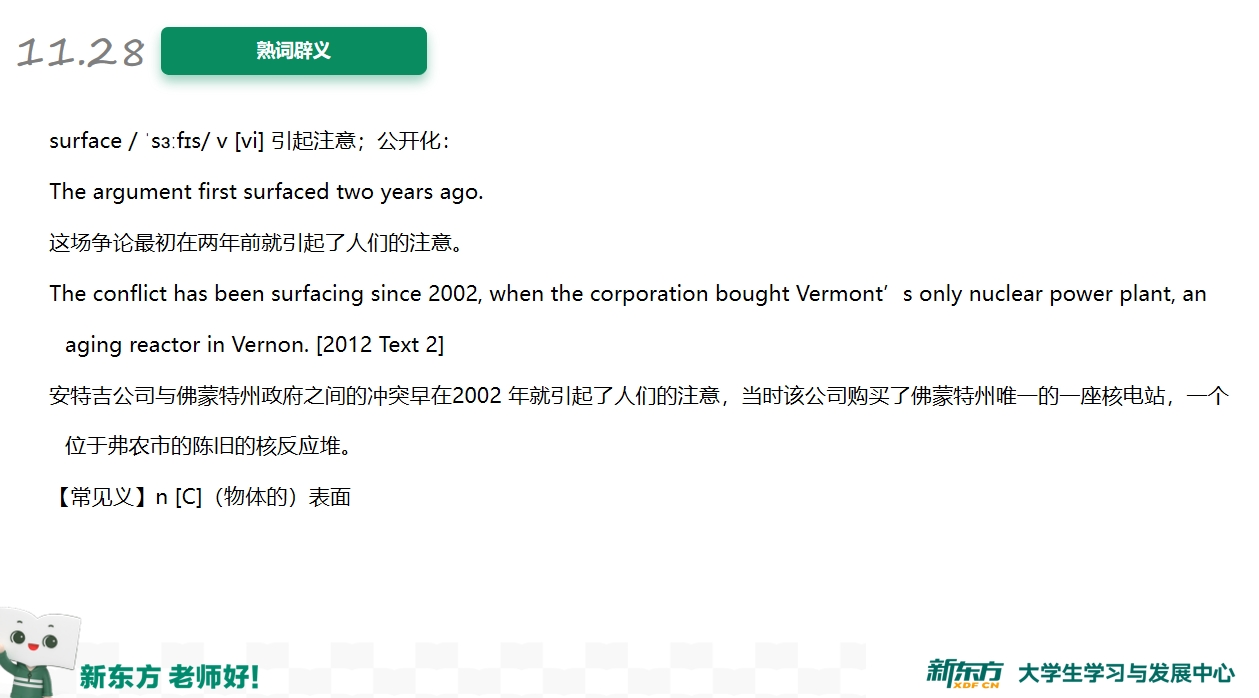 11.28 熟词辟义
surface / ˈsɜːfɪs/ v [vi] 引起注意；公开化：
The argument first surfaced two years ago.
这场争论最初在两年前就引起了人们的注意。
The conflict has been surfacing since 2002, when the corporation bought Vermont’s only nuclear power plant, an
aging reactor in Vernon. [2012 Text 2]
安特吉公司与佛蒙特州政府之间的冲突早在2002 年就引起了人们的注意，当时该公司购买了佛蒙特州唯一的一座核电站，一个
位于弗农市的陈旧的核反应堆。
【常见义】n [C]（物体的）表面
新东方 老师好！
新东方 XDF.CN 大学生学习与发展中心